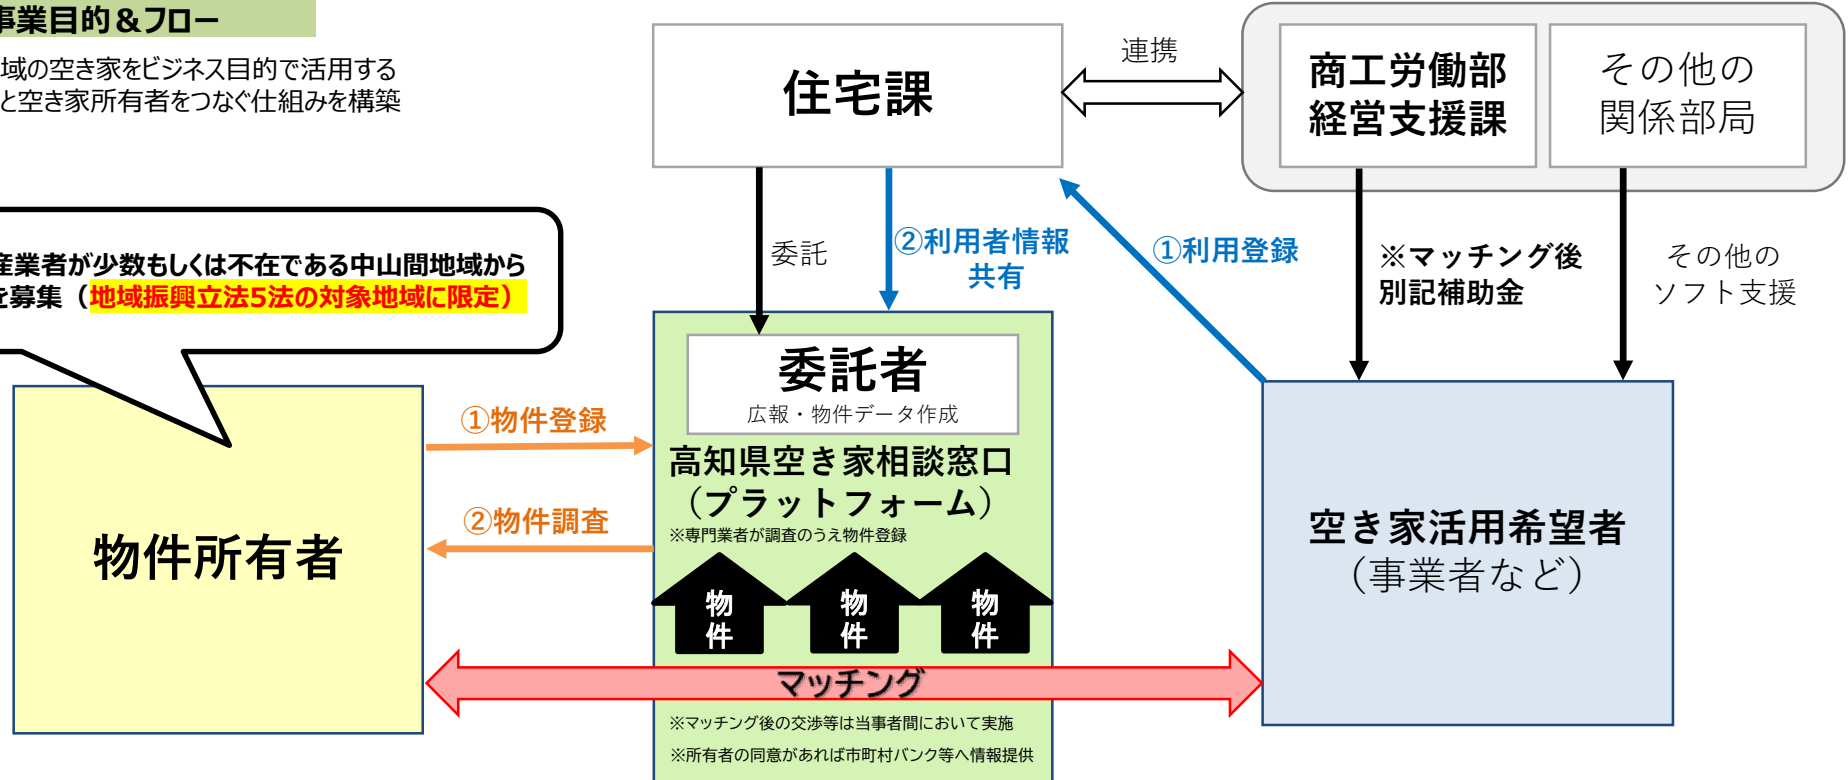 事業目的&フロー
域の空き家をビジネス目的で活用する
と空き家所有者をつなぐ仕組みを構築
住宅課
連携
商工労働部
経営支援課
その他の
関係部局
産業者が少数もしくは不在である中山間地域から
を募集（地域振興立法5法の対象地域に限定）
委託
②利用者情報
共有
①利用登録
※マッチング後
別記補助金
その他の
ソフト支援
物件所有者
①物件登録
②物件調査
委託者
広報・物件データ作成
高知県空き家相談窓口
（プラットフォーム）
※専門業者が調査のうえ物件登録
物件
物件
物件
空き家活用希望者
（事業者など）
マッチング
※マッチング後の交渉等は当事者間において実施
※所有者の同意があれば市町村バンク等へ情報提供